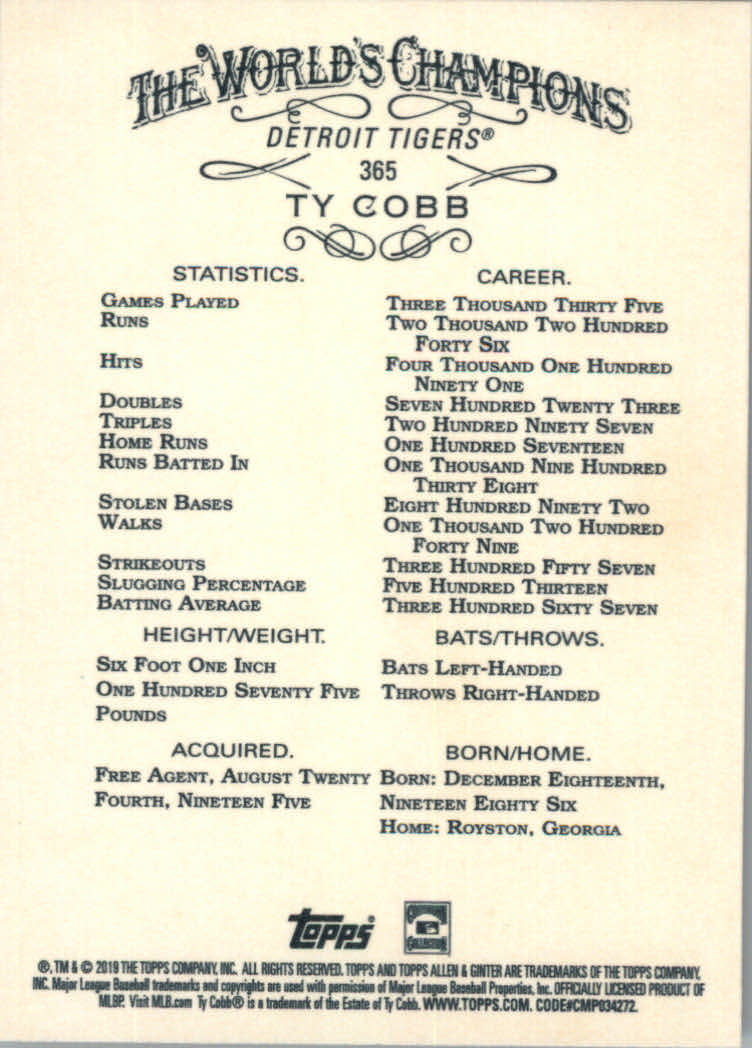 THE WORLD'S CHAMPIONS
DETROIT TIGERS®
365
TY COBB
STATISTICS. CAREER.
GAMES PLAYED THREE THOUSAND THIRTY FIVE
RUNS TWO THOUSAND TWO HUNDRED
FORTY SIX
HITS FOUR THOUSAND ONE HUNDRED
NINETY ONE
DOUBLES SEVEN HUNDRED TWENTY THREE
TRIPLES TWO HUNDRED NINETY SEVEN
HOME RUNS ONE HUNDRED SEVENTEEN
RUNS BATTED IN ONE THOUSAND NINE HUNDRED
THIRTY EIGHT
STOLEN BASES EIGHT HUNDRED NINETY TWO
WALKS ONE THOUSAND TWO HUNDRED
FORTY NINE
STRIKEOUTS THREE HUNDRED FIFTY SEVEN
SLUGGING PERCENTAGE FIVE HUNDRED THIRTEEN
BATTING AVERAGE THREE HUNDRED SIXTY SEVEN
HEIGHT/WEIGHT. BATS/THROWS.
SIX FOOT ONE INCH BATS LEFT-HANDED
ONE HUNDRED SEVENTY FIVE THROWS RIGHT-HANDED
POUNDS
ACQUIRED. BORN/HOME.
FREE AGENT, AUGUST TWENTY BORN: DECEMBER EIGHTEENTH,
FOURTH, NINETEEN FIVE NINETEEN EIGHTY SIX
HOME: ROYSTON, GEORGIA
topps COOPERSTOWN COLLECTION
®, TM & © 2019 THE TOPPS COMPANY, INC. ALL RIGHTS RESERVED. TOPPS AND TOPPS ALLEN & GINTER ARE TRADEMARKS OF THE TOPPS COMPANY,
INC. Major League Baseball trademarks and copyrights are used with permission of Major League Baseball Properties, Inc. OFFICIALLY LICENSED PRODUCT OF
MLBP. Visit MLB.com Ty Cobb® is a trademark of the Estate of Ty Cobb. WWW.TOPPS.COM. CODE#CMP034272